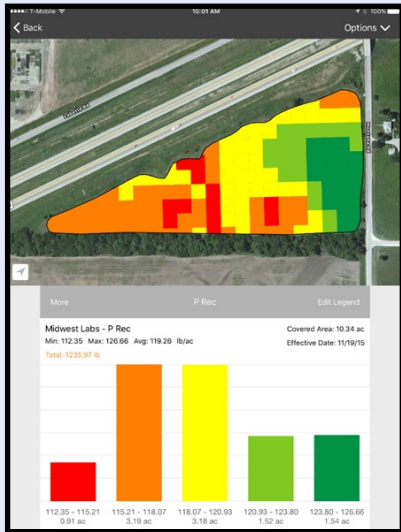 T-Mobile 10:01 AM 100%
Back Options
More P Rec Edit Legend
Midwest Labs - P Rec Covered Area: 10.34 ac
Min: 112.35 Max: 126.66 Avg: 119.26 lb/ac Effective Date: 11/19/15
Total: 1235.97 lb
112.35 - 115.21 115.21 - 118.07 118.07 - 120.93 120.93 - 123.80 123.80 - 126.66
0.91 ac 3.19 ac 3.18 ac 1.52 ac 1.54 ac